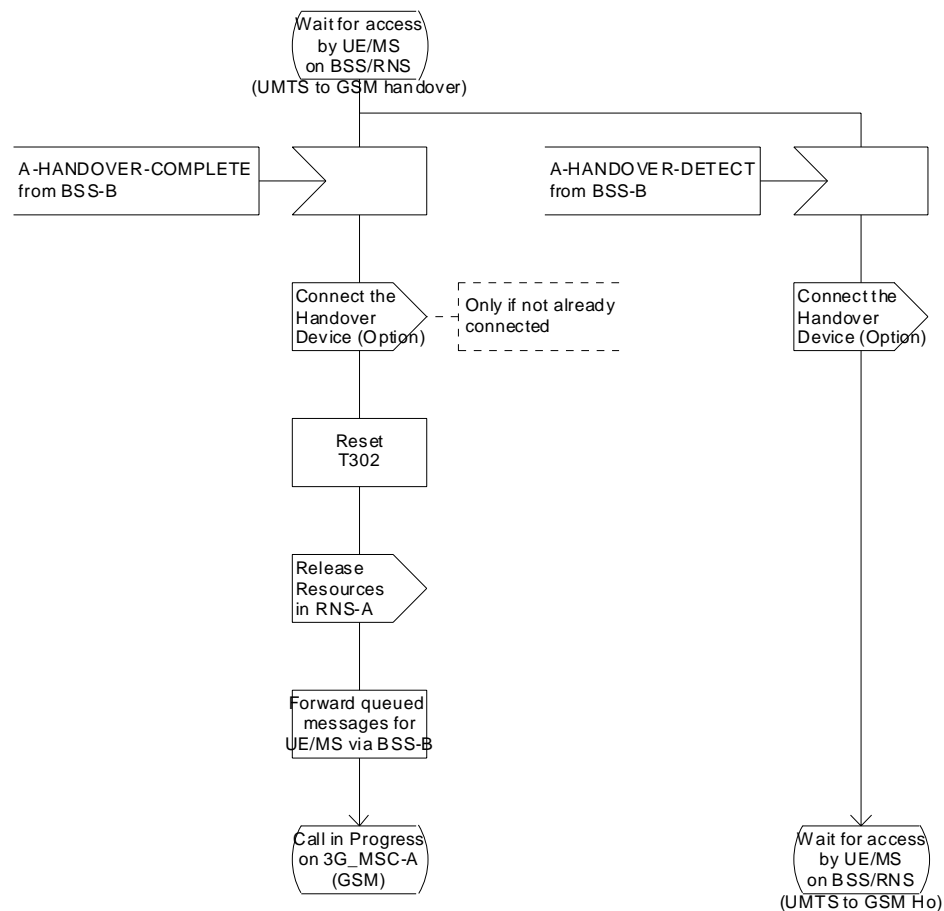 Wait for access
by UE/MS
on BSS/RNS
(UMTS to GSM handover)
A-HANDOVER-COMPLETE
from BSS-B
A-HANDOVER-DETECT
from BSS-B
Connect the
Handover
Device (Option)
Only if not already
connected
Connect the
Handover
Device (Option)
Reset
T302
Release
Resources
in RNS-A
Forward queued
messages for
UE/MS via BSS-B
Call in Progress
on 3G_MSC-A
(GSM)
Wait for access
by UE/MS
on BSS/RNS
(UMTS to GSM Ho)